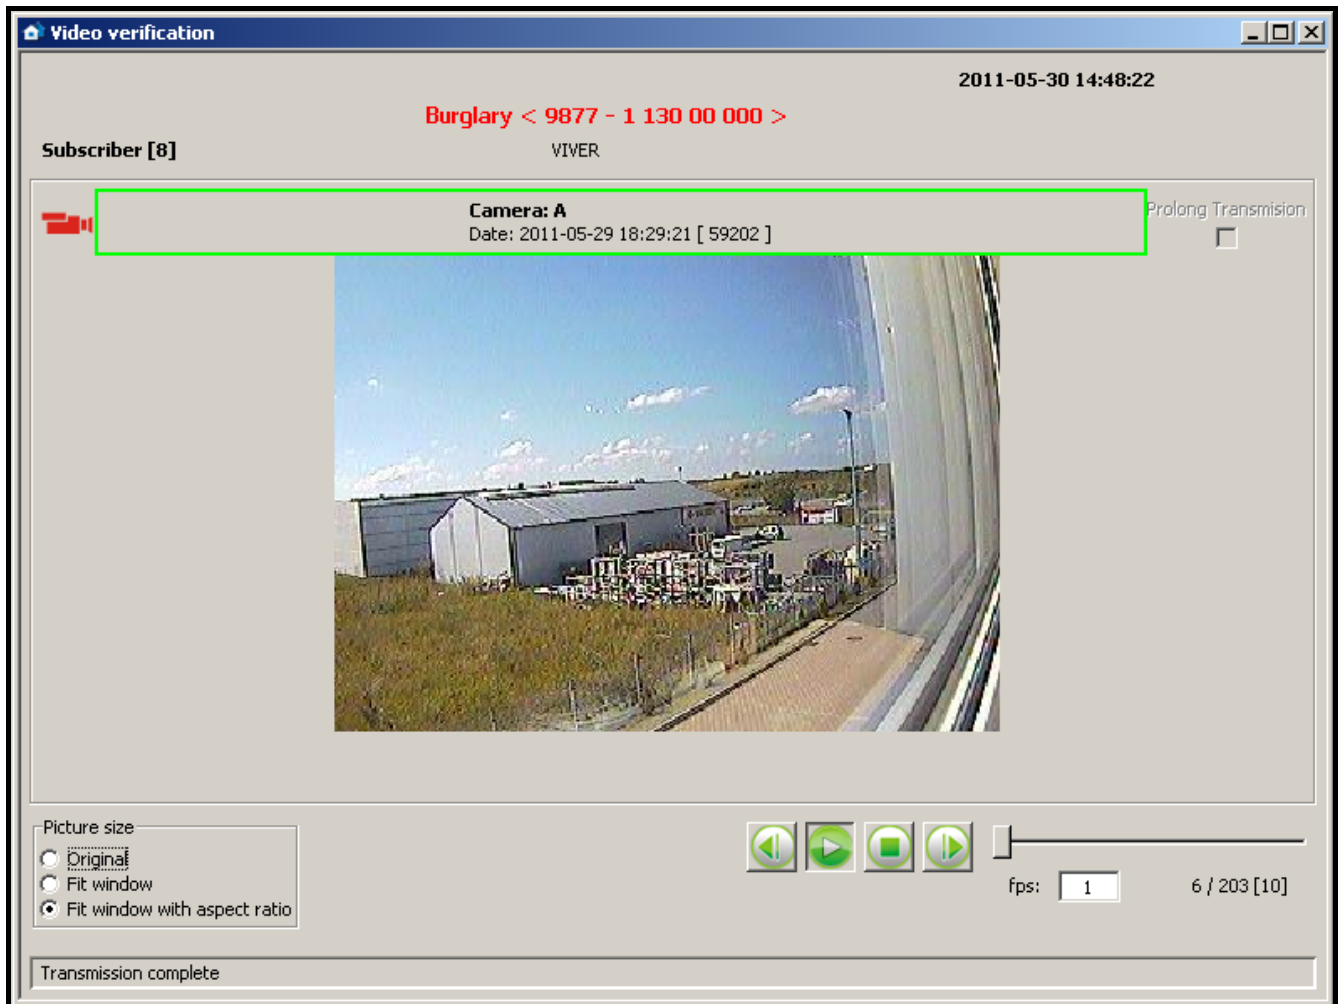 Video verification
2011-05-30 14:48:22
Burglary < 9877 - 1 130 00 000 >
Subscriber [8] VIVER
Camera: A
Prolong Transmision
Date: 2011-05-29 18:29:21 [ 59202 ]
Picture size
Original
Fit window
Fit window with aspect ratio
fps: 1 6 / 203 [10]
Transmission complete